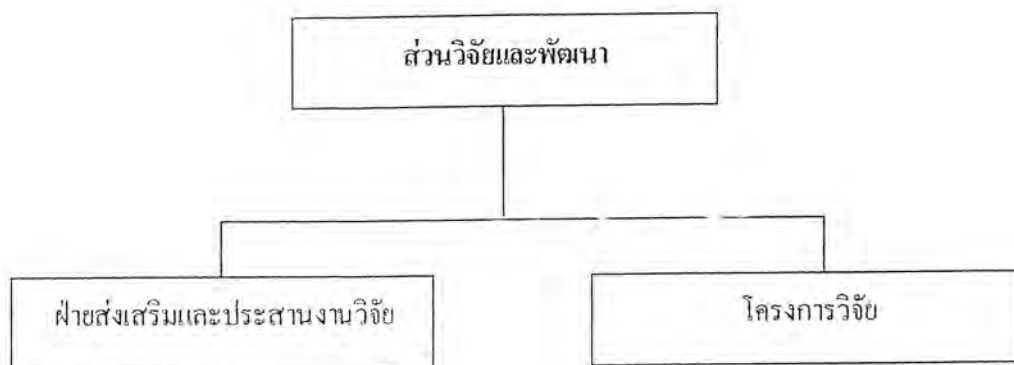 ส่วนวิจัยและพัฒนา
ฝ่ายส่งเสริมและประสานงานวิจัย
โครงการวิจัย